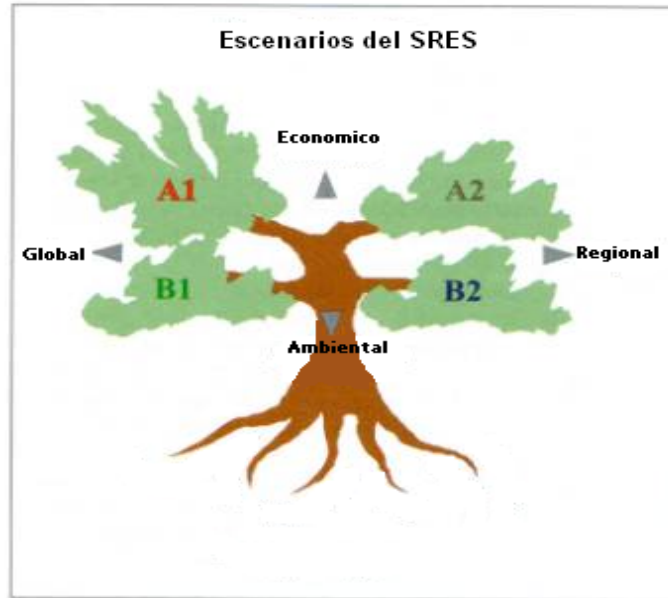 Escenarios del SRES
Economico
A1
A2
Global
Regional
B1
B2
Ambiental